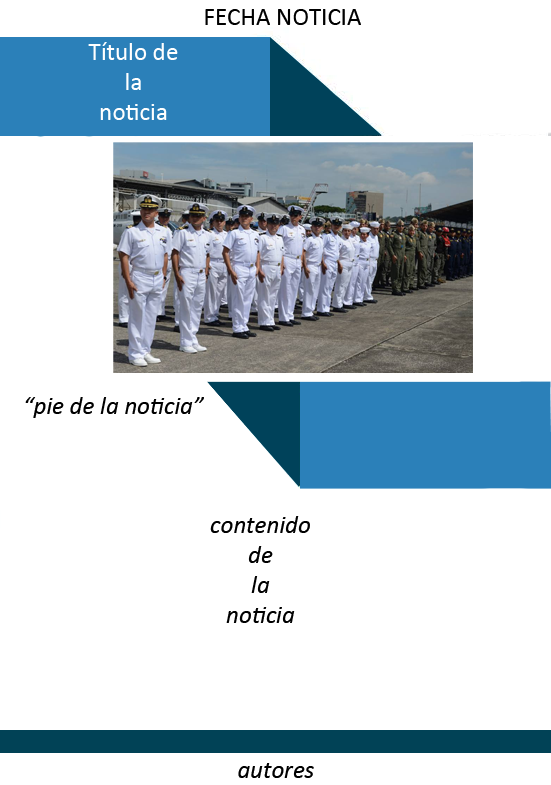 FECHA NOTICIA
Título de
la
noticia
“pie de la noticia”
contenido
de
la
noticia
autores